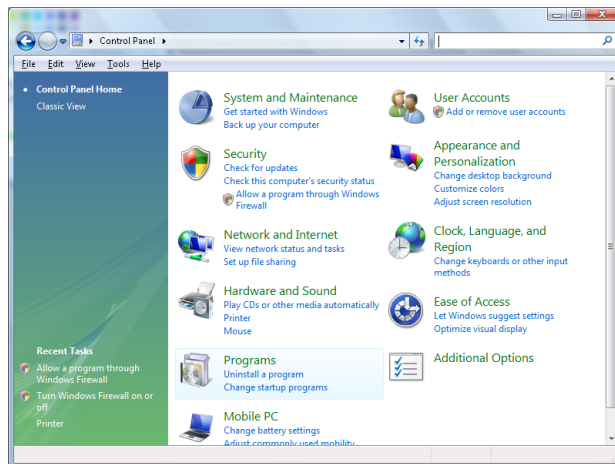 Control Panel
File Edit View Tools Help
Control Panel Home
Classic View
System and Maintenance
Get started with Windows
Back up your computer
Security
Check for updates
Check this computer's security status
Allow a program through Windows
Firewall
Network and Internet
View network status and tasks
Set up file sharing
Hardware and Sound
Play CDs or other media automatically
Printer
Mouse
Programs
Uninstall a program
Change startup programs
Mobile PC
Change battery settings
Adjust commonly used mobility
User Accounts
Add or remove user accounts
Appearance and
Personalization
Change desktop background
Customize colors
Adjust screen resolution
Clock, Language, and
Region
Change keyboards or other input
methods
Ease of Access
Let Windows suggest settings
Optimize visual display
Additional Options
Recent Tasks
Allow a program through
Windows Firewall
Turn Windows Firewall on or
off
Printer